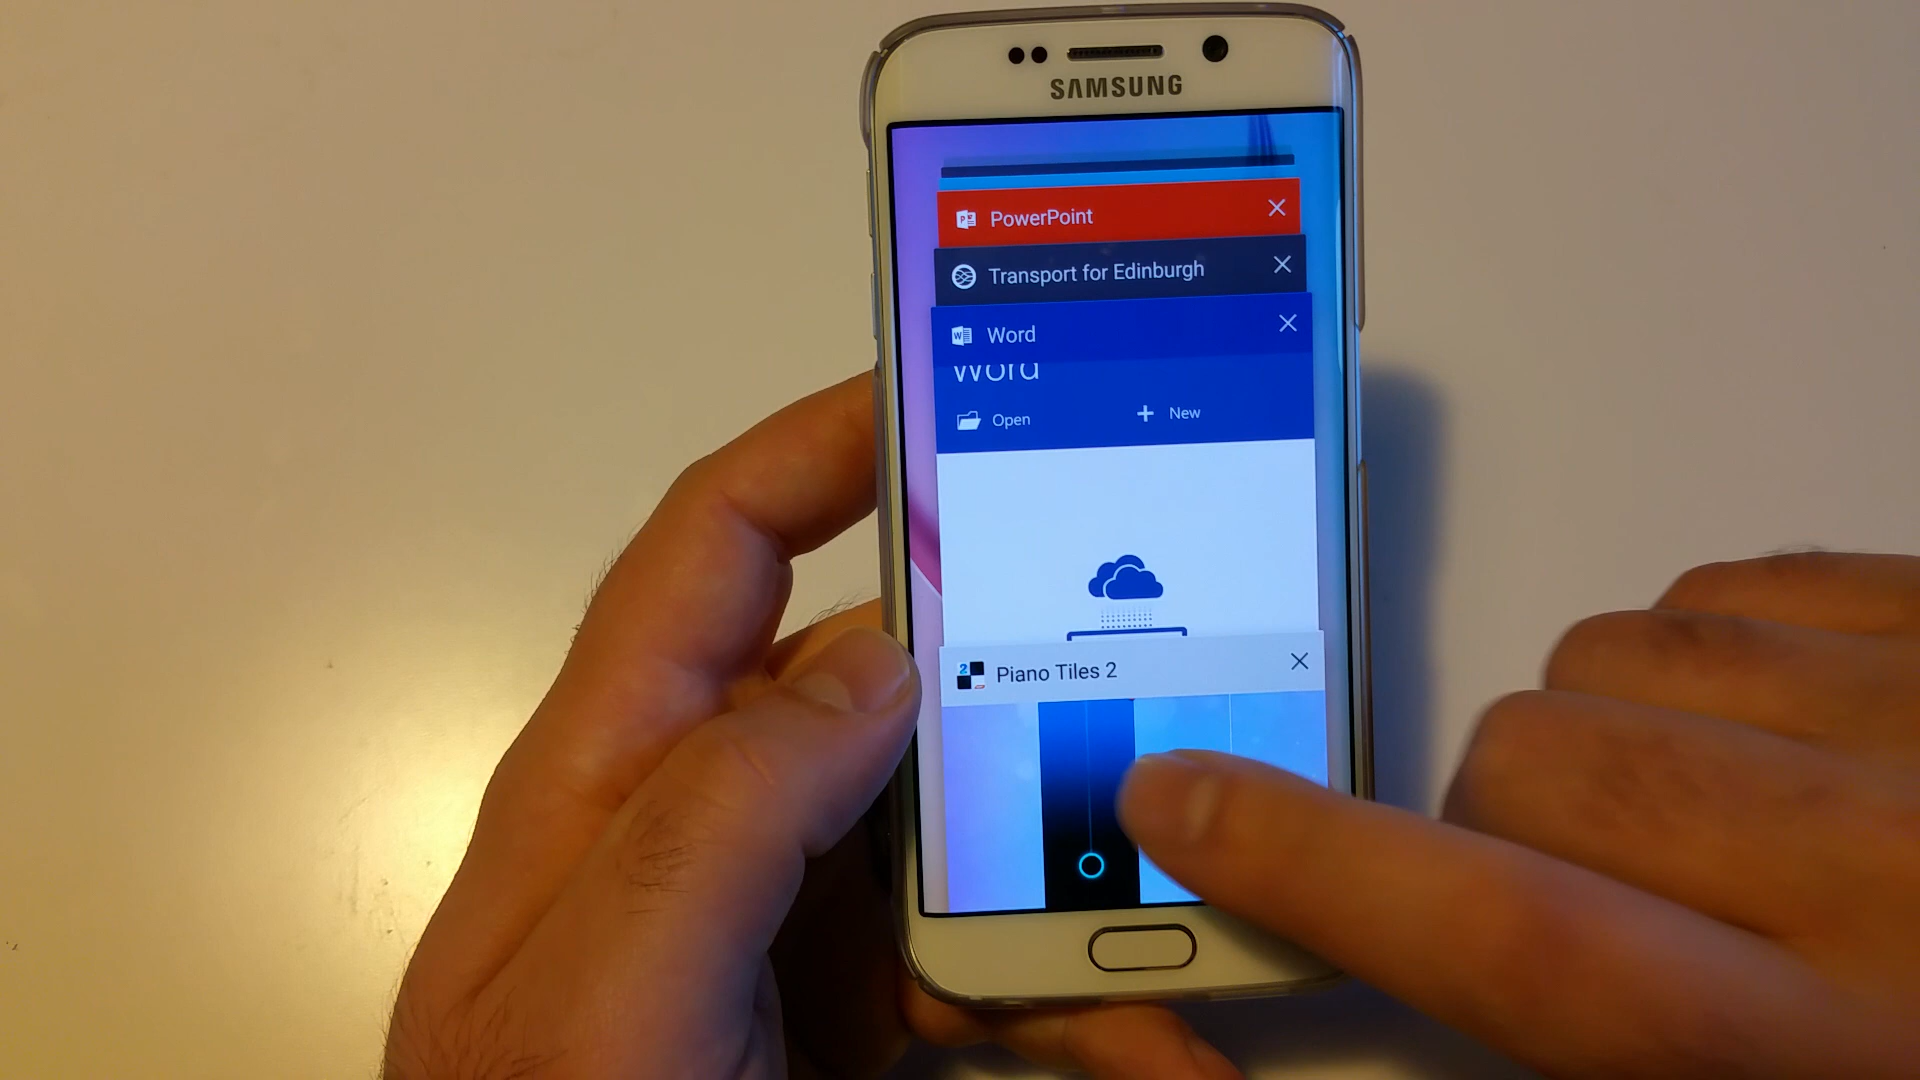 SAMSUNG
PowerPoint
Transport for Edinburgh
Word
Word
Open
New
Piano Tiles 2